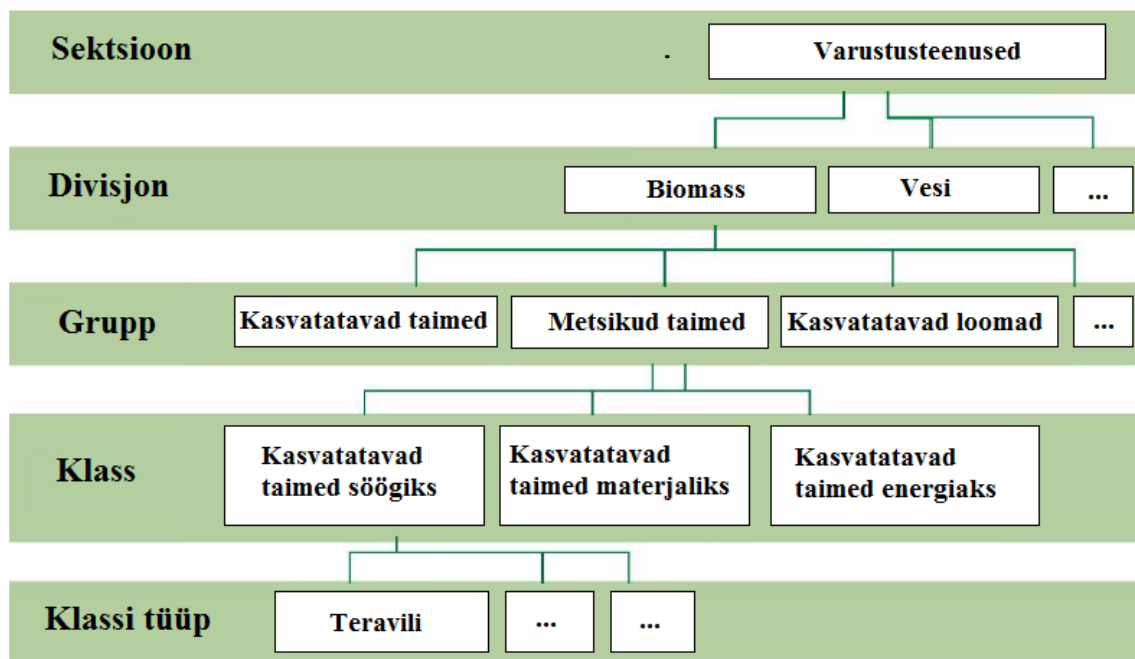 Sektsioon
Varustusteenused
Divisjon
Biomass
Vesi
...
Grupp
Kasvatatavad taimed
Metsikud taimed
Kasvatatavad loomad
...
Klass
Kasvatatavad
taimed söögiks
Kasvatatavad
taimed materjaliks
Kasvatatavad
taimed energiaks
Klassi tüüp
Teravili
...
...